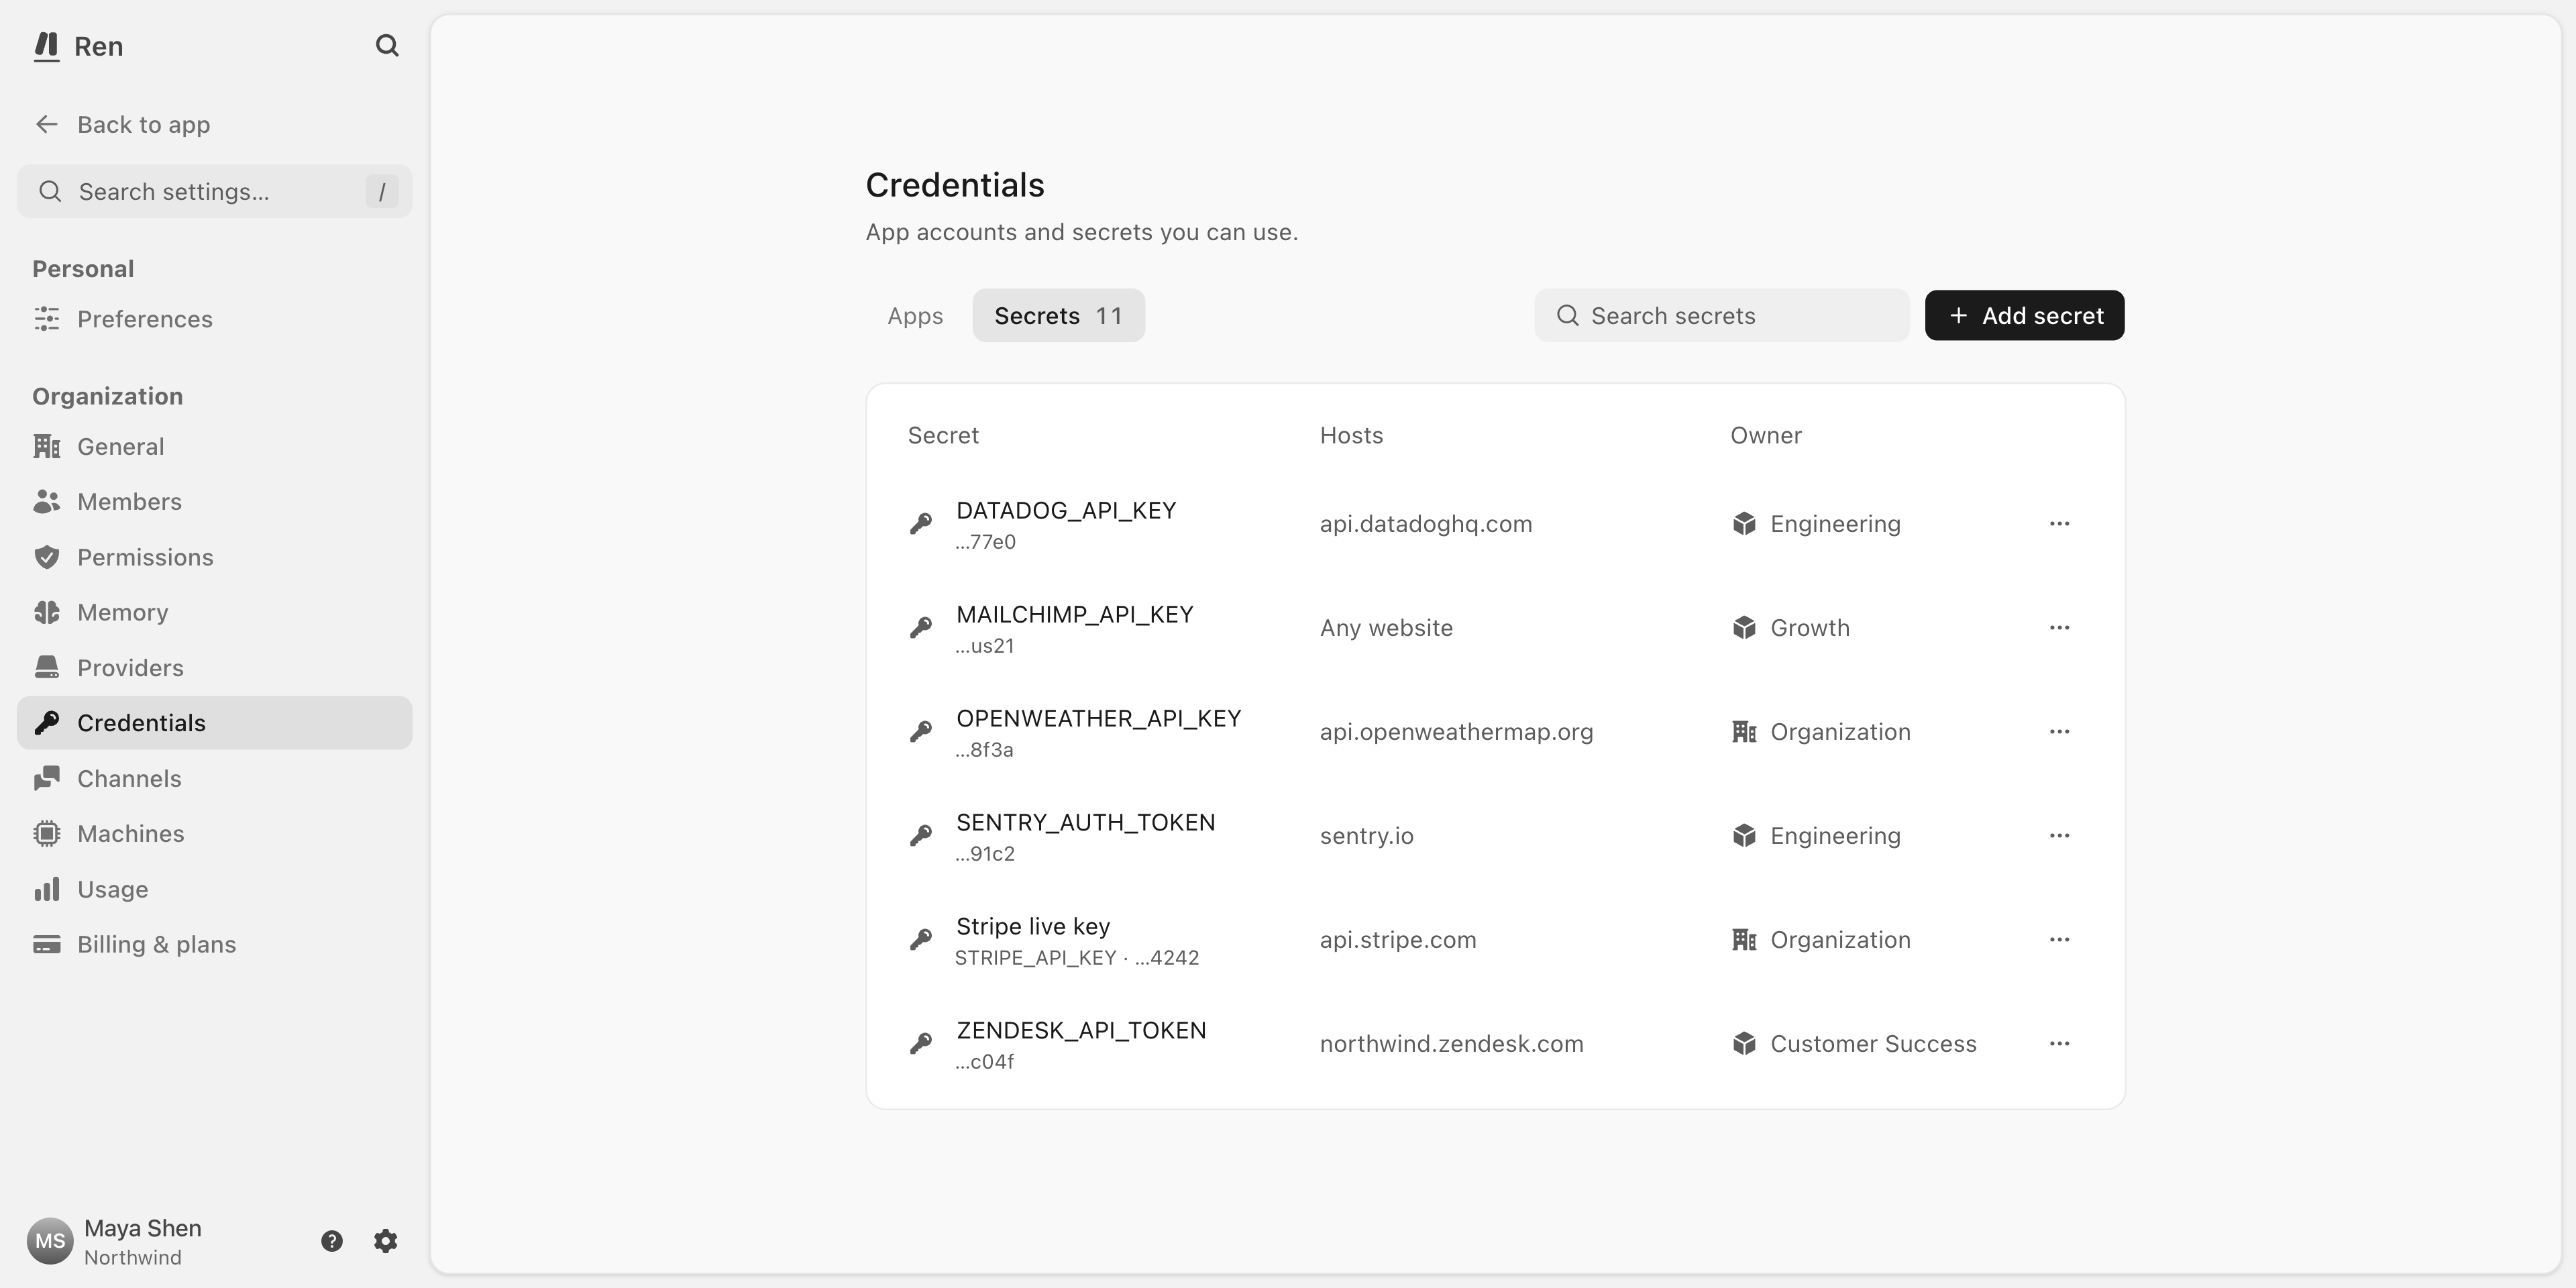 Ren
Back to app
Search settings...
/
Personal
Preferences
Organization
General
Members
Permissions
Memory
Providers
Credentials
Channels
Machines
Usage
Billing & plans
MS
Maya Shen
Northwind
?
Credentials
App accounts and secrets you can use.
Apps
Secrets 11
Search secrets
+ Add secret
Secret Hosts Owner
DATADOG_API_KEY
...77e0
api.datadoghq.com
Engineering
MAILCHIMP_API_KEY
...us21
Any website
Growth
OPENWEATHER_API_KEY
...8f3a
api.openweathermap.org
Organization
SENTRY_AUTH_TOKEN
...91c2
sentry.io
Engineering
Stripe live key
STRIPE_API_KEY · ...4242
api.stripe.com
Organization
ZENDESK_API_TOKEN
...c04f
northwind.zendesk.com
Customer Success